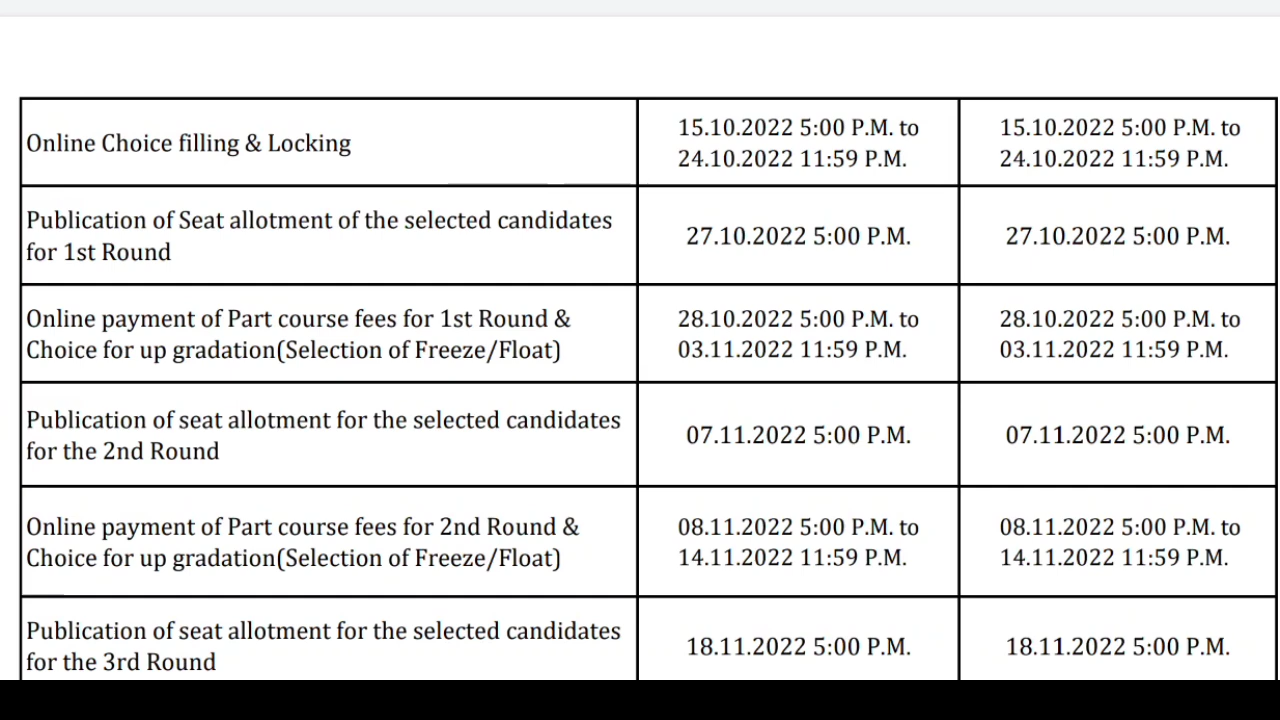 Online Choice filling & Locking
15.10.2022 5:00 P.M. to
24.10.2022 11:59 P.M.
15.10.2022 5:00 P.M. to
24.10.2022 11:59 P.M.
Publication of Seat allotment of the selected candidates
for 1st Round
27.10.2022 5:00 P.M.
27.10.2022 5:00 P.M.
Online payment of Part course fees for 1st Round &
Choice for up gradation(Selection of Freeze/Float)
28.10.2022 5:00 P.M. to
03.11.2022 11:59 P.M.
28.10.2022 5:00 P.M. to
03.11.2022 11:59 P.M.
Publication of seat allotment for the selected candidates
for the 2nd Round
07.11.2022 5:00 P.M.
07.11.2022 5:00 P.M.
Online payment of Part course fees for 2nd Round &
Choice for up gradation(Selection of Freeze/Float)
08.11.2022 5:00 P.M. to
14.11.2022 11:59 P.M.
08.11.2022 5:00 P.M. to
14.11.2022 11:59 P.M.
Publication of seat allotment for the selected candidates
for the 3rd Round
18.11.2022 5:00 P.M.
18.11.2022 5:00 P.M.